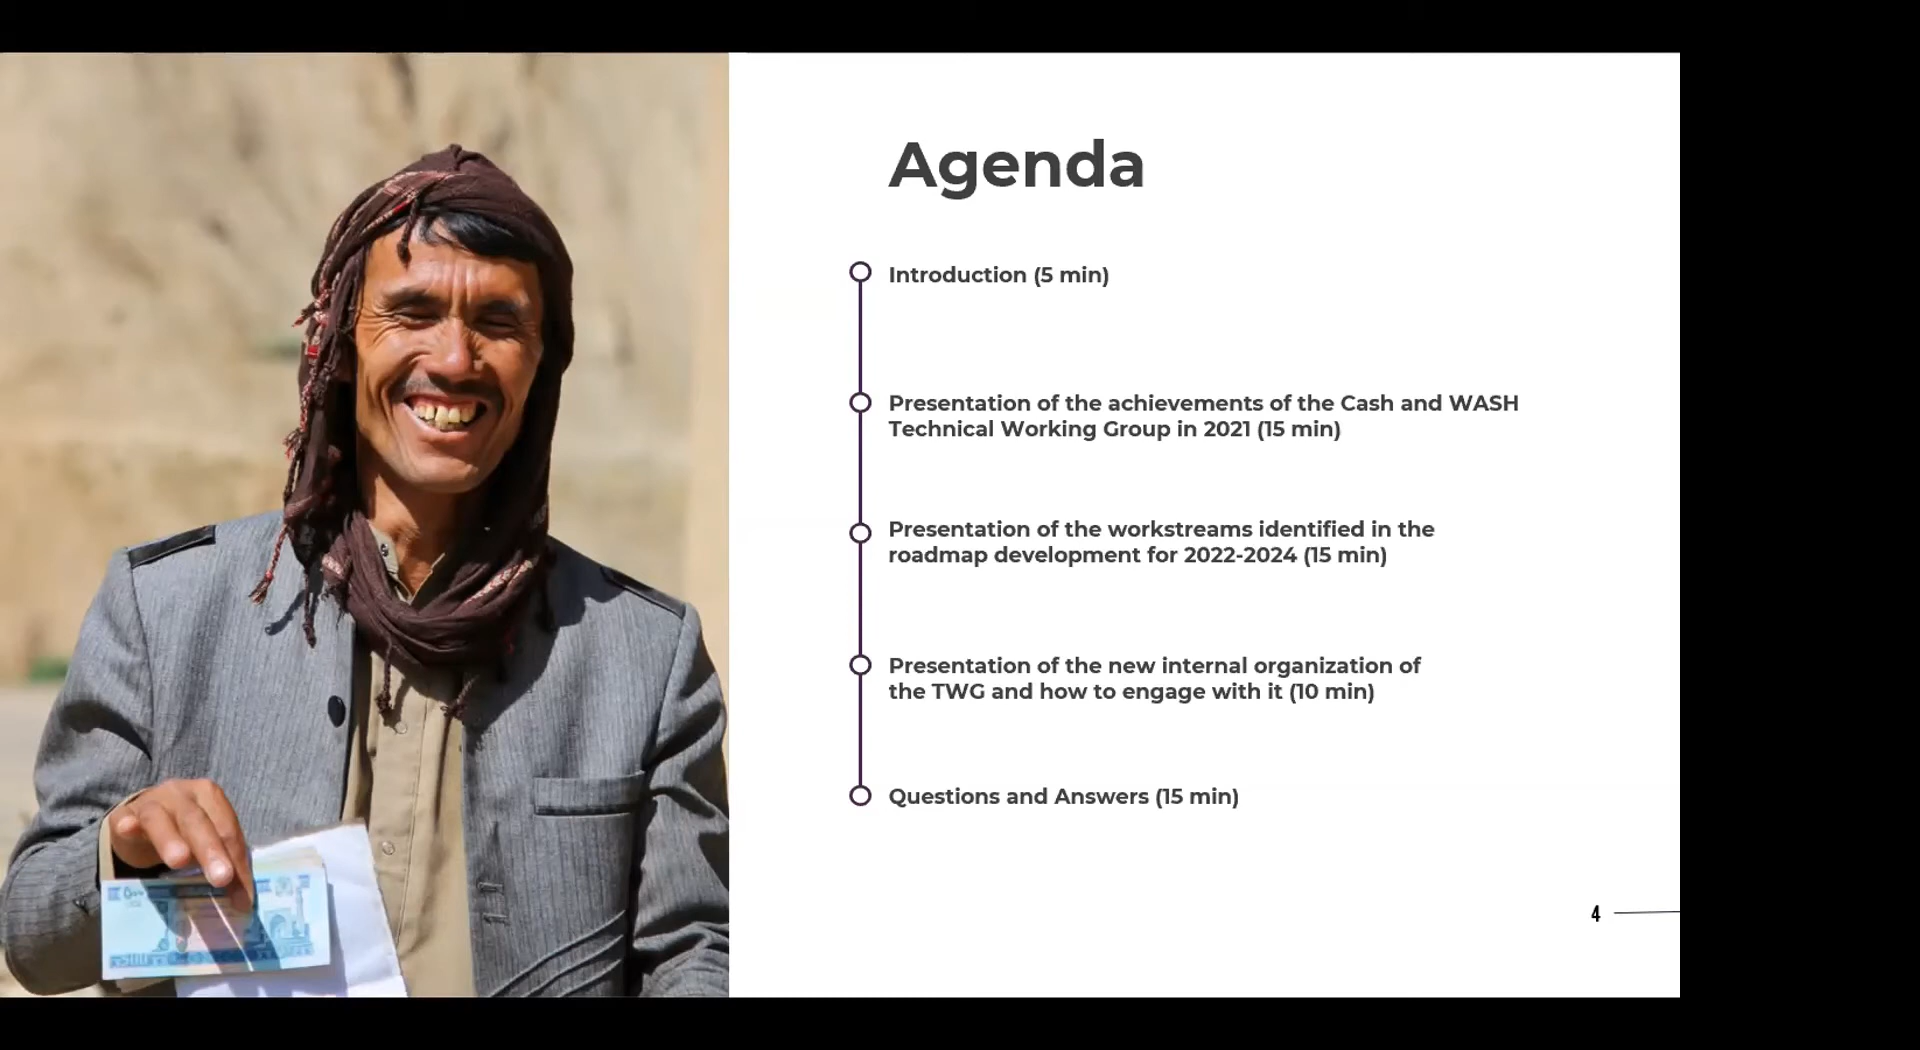 Agenda
Introduction (5 min)
Presentation of the achievements of the Cash and WASH
Technical Working Group in 2021 (15 min)
Presentation of the workstreams identified in the
roadmap development for 2022-2024 (15 min)
Presentation of the new internal organization of
the TWG and how to engage with it (10 min)
Questions and Answers (15 min)
4